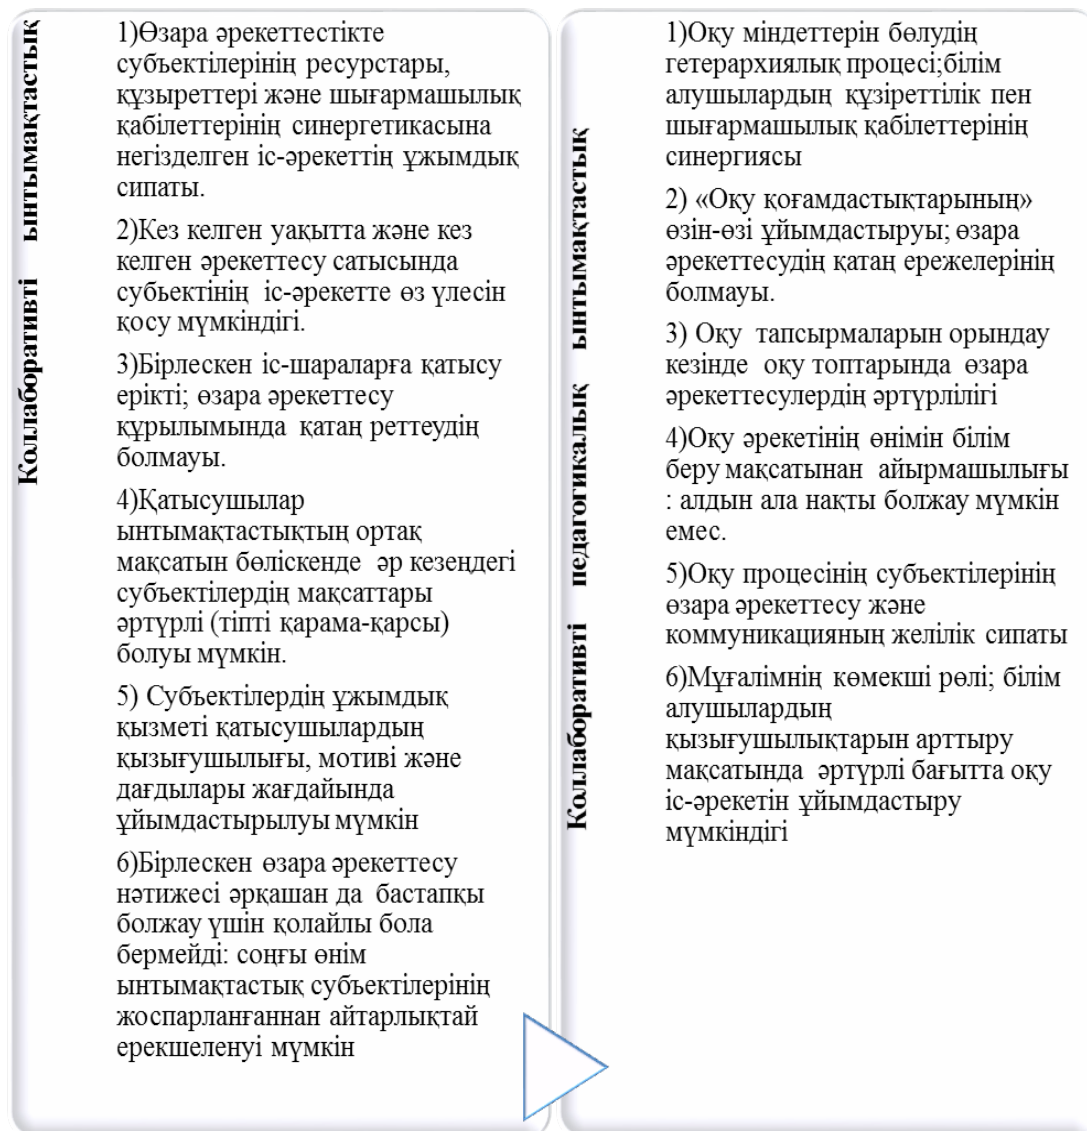 Коллаборативті ынтымақтастық
1)Өзара әрекеттестікте
субъектілерінің ресурстары,
құзыреттері және шығармашылық
қабілеттерінің синергетикасына
негізделген іс-әрекеттің ұжымдық
сипаты.
2)Кез келген уақытта және кез
келген әрекеттесу сатысында
субьектінің іс-әрекетте өз үлесін
қосу мүмкіндігі.
3)Бірлескен іс-шараларға қатысу
ерікті; өзара әрекеттесу
құрылымында қатаң реттеудің
болмауы.
4)Қатысушылар
ынтымақтастықтың ортақ
мақсатын бөліскенде әр кезеңдегі
субъектілердің мақсаттары
әртүрлі (тіпті қарама-қарсы)
болуы мүмкін.
5) Субъектілердің ұжымдық
қызметі қатысушылардың
қызығушылығы, мотиві және
дағдылары жағдайында
ұйымдастырылуы мүмкін
6)Бірлескен өзара әрекеттесу
нәтижесі әрқашан да бастапқы
болжау үшін қолайлы бола
бермейді: соңғы өнім
ынтымақтастық субъектілерінің
жоспарланғаннан айтарлықтай
ерекшеленуі мүмкін
Коллаборативті педагогикалық ынтымақтастық
1)Оқу міндеттерін бөлудің
гетерархиялық процесі;білім
алушылардың құзіреттілік пен
шығармашылық қабілеттерінің
синергиясы
2) «Оқу қоғамдастықтарының»
өзін-өзі ұйымдастыруы; өзара
әрекеттесудің қатаң ережелерінің
болмауы.
3) Оқу тапсырмаларын орындау
кезінде оқу топтарында өзара
әрекеттесулердің әртүрлілігі
4)Оқу әрекетінің өнімін білім
беру мақсатынан айырмашылығы
: алдын ала нақты болжау мүмкін
емес.
5)Оқу процесінің субъектілерінің
өзара әрекеттесу және
коммуникацияның желілік сипаты
6)Мұғалімнің көмекші рөлі; білім
алушылардың
қызығушылықтарын арттыру
мақсатында әртүрлі бағытта оқу
іс-әрекетін ұйымдастыру
мүмкіндігі